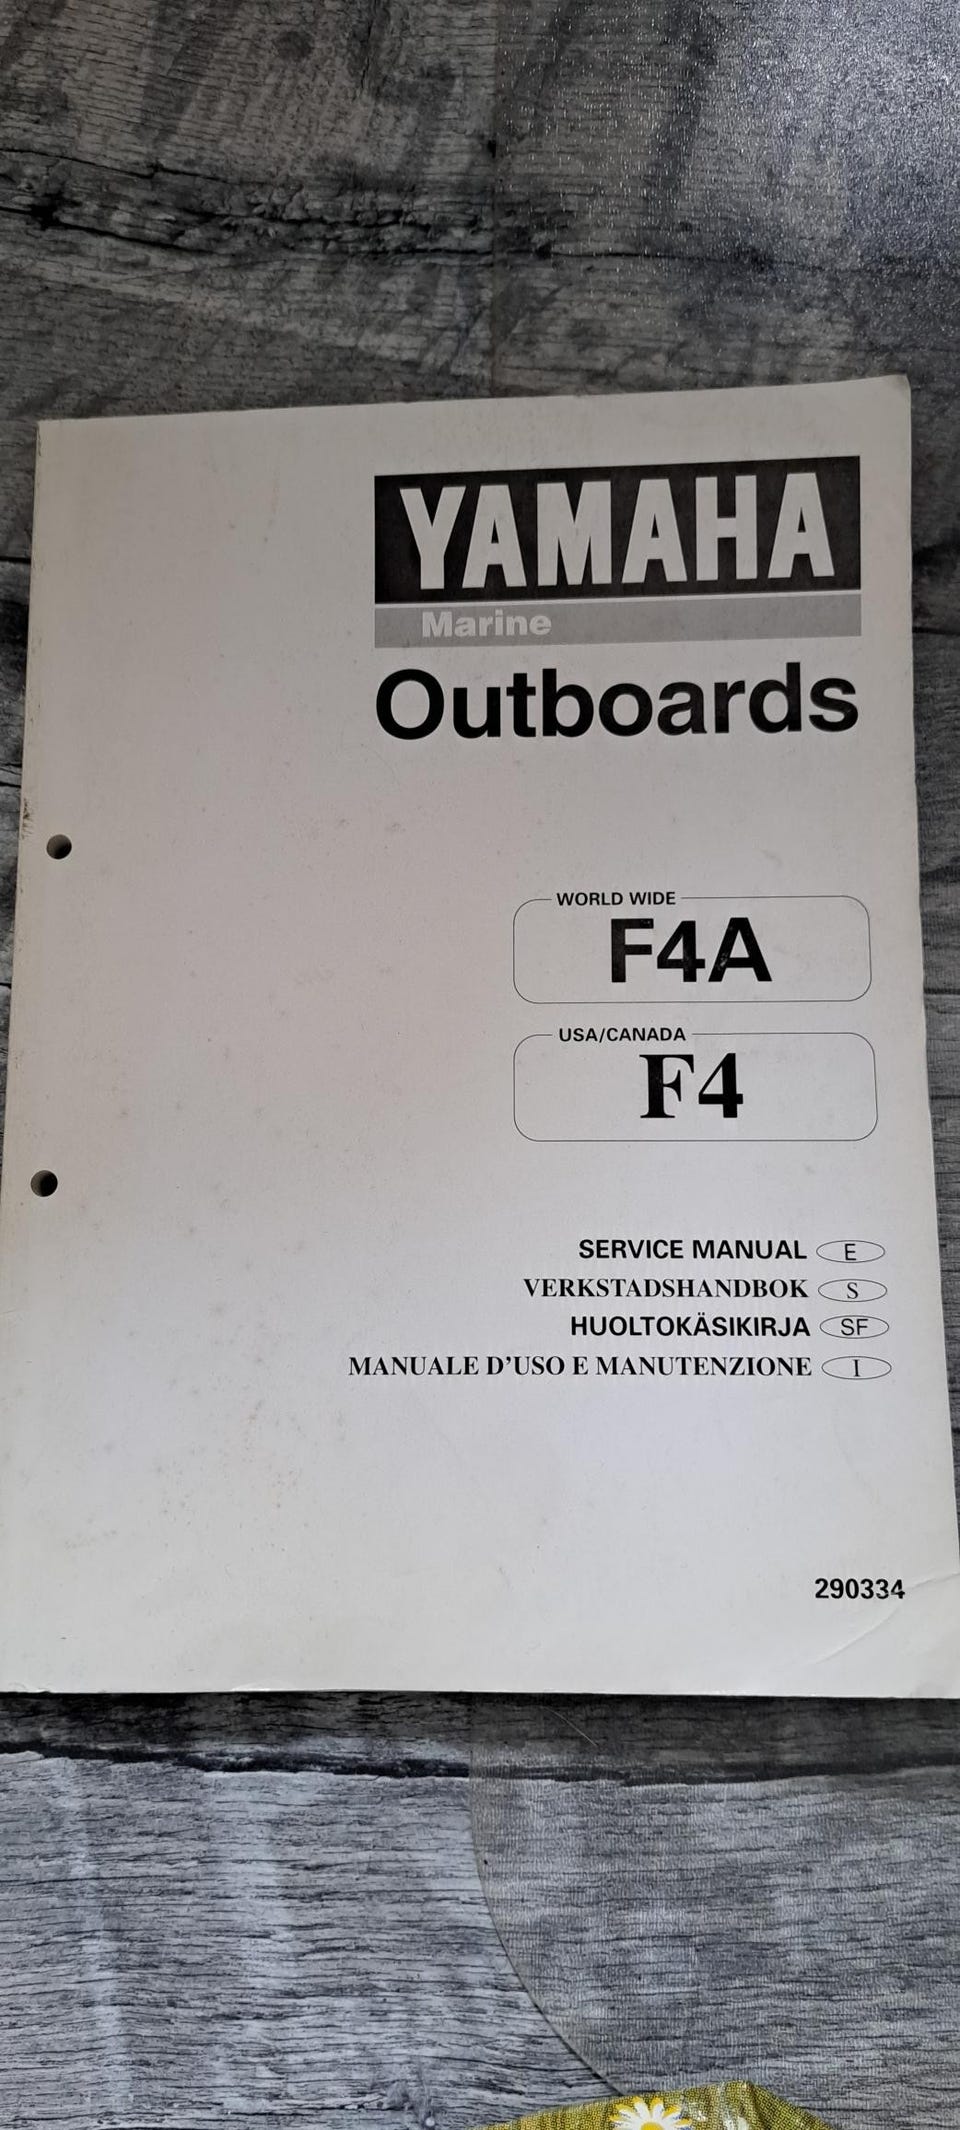 YAMAHA
Marine
Outboards
WORLD WIDE
F4A
USA/CANADA
F4
SERVICE MANUAL E
VERKSTADSHANDBOK S
HUOLTOKÄSIKIRJA SF
MANUALE D'USO E MANUTENZIONE I
290334